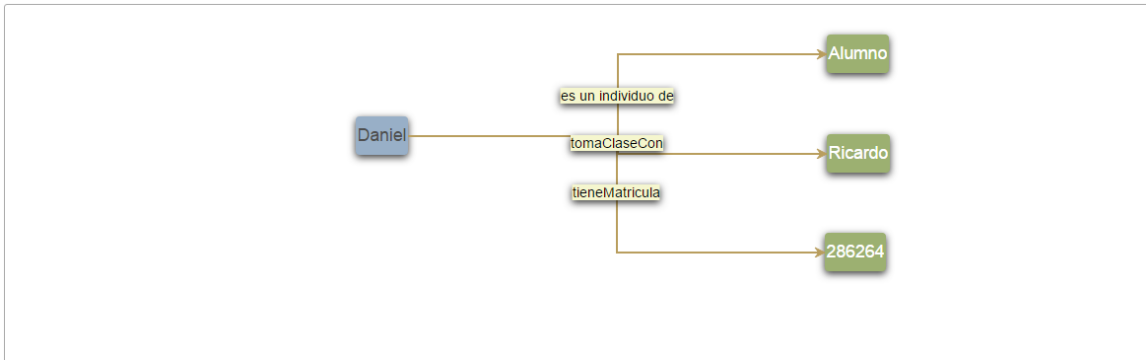 Alumno
es un individuo de
Daniel
tomaClaseCon
Ricardo
tieneMatricula
286264